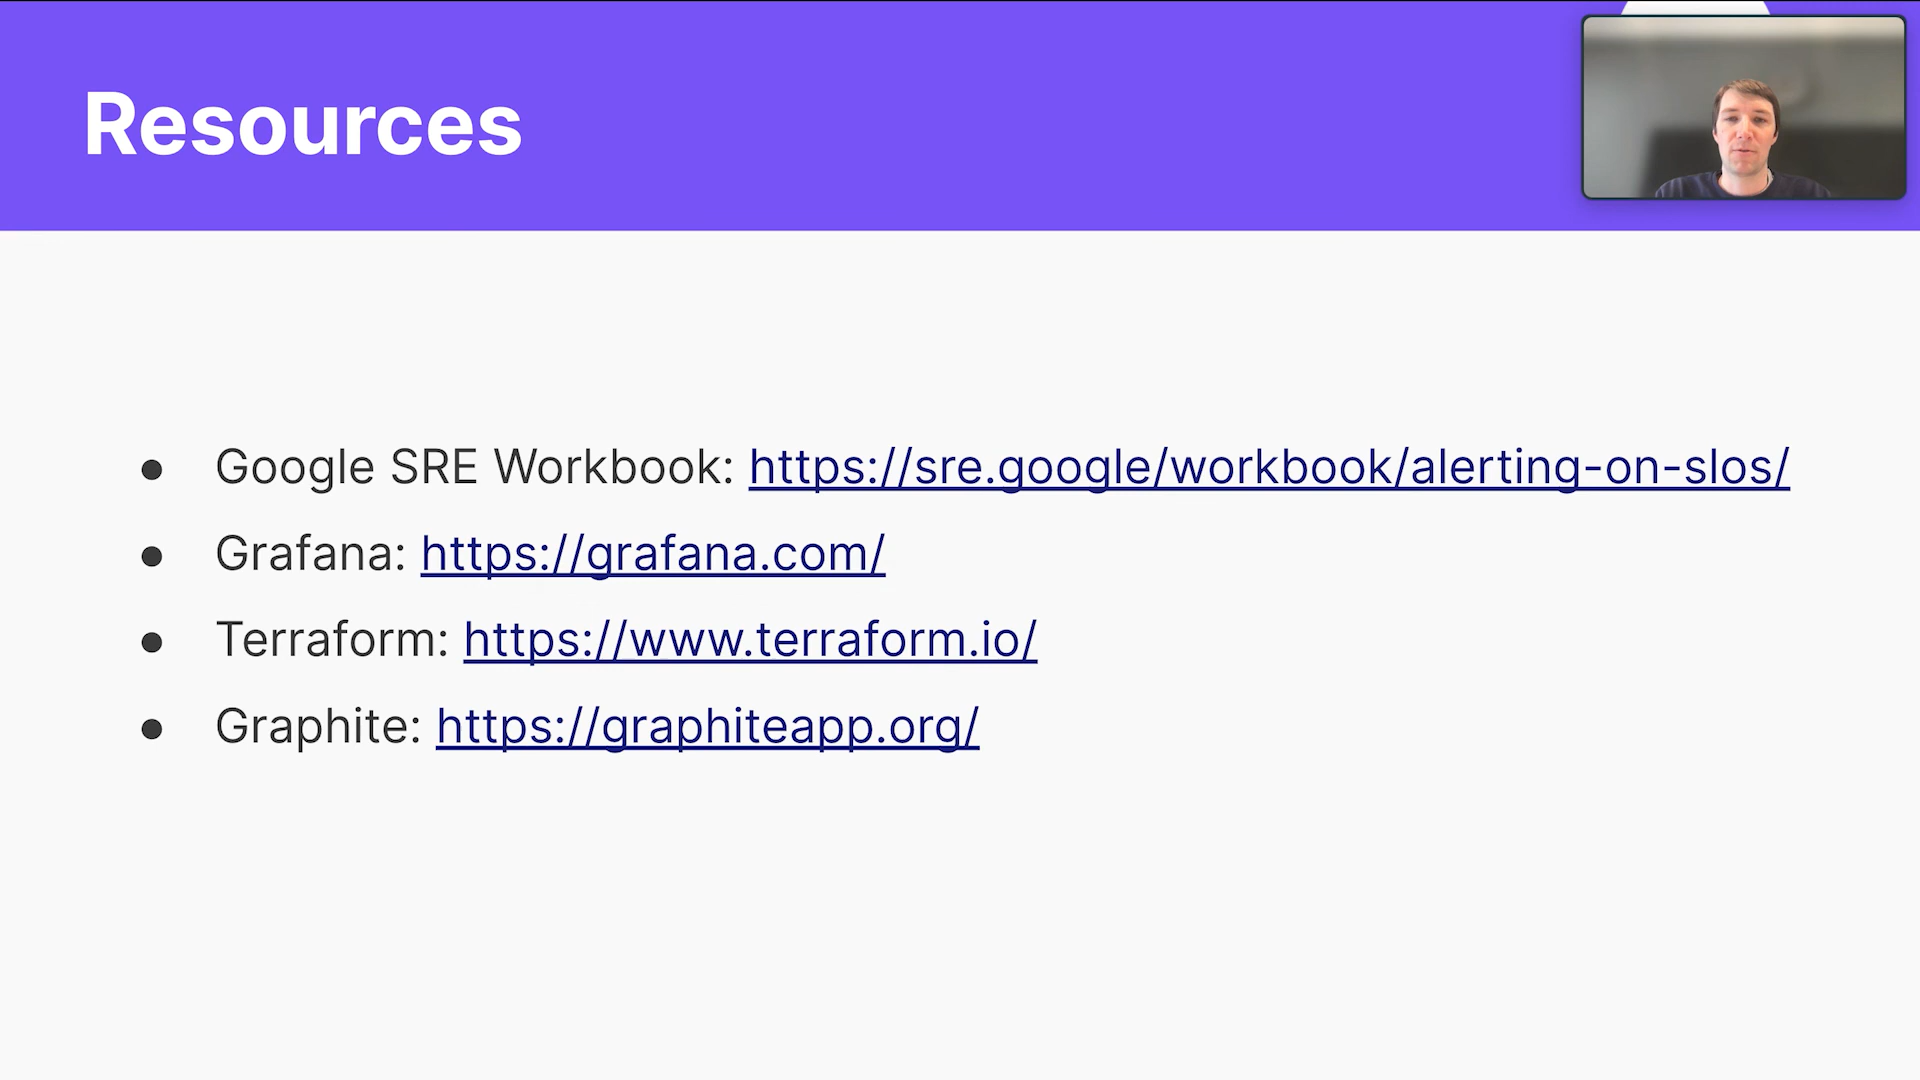 Resources
● Google SRE Workbook: https://sre.google/workbook/alerting-on-slos/
● Grafana: https://grafana.com/
● Terraform: https://www.terraform.io/
● Graphite: https://graphiteapp.org/